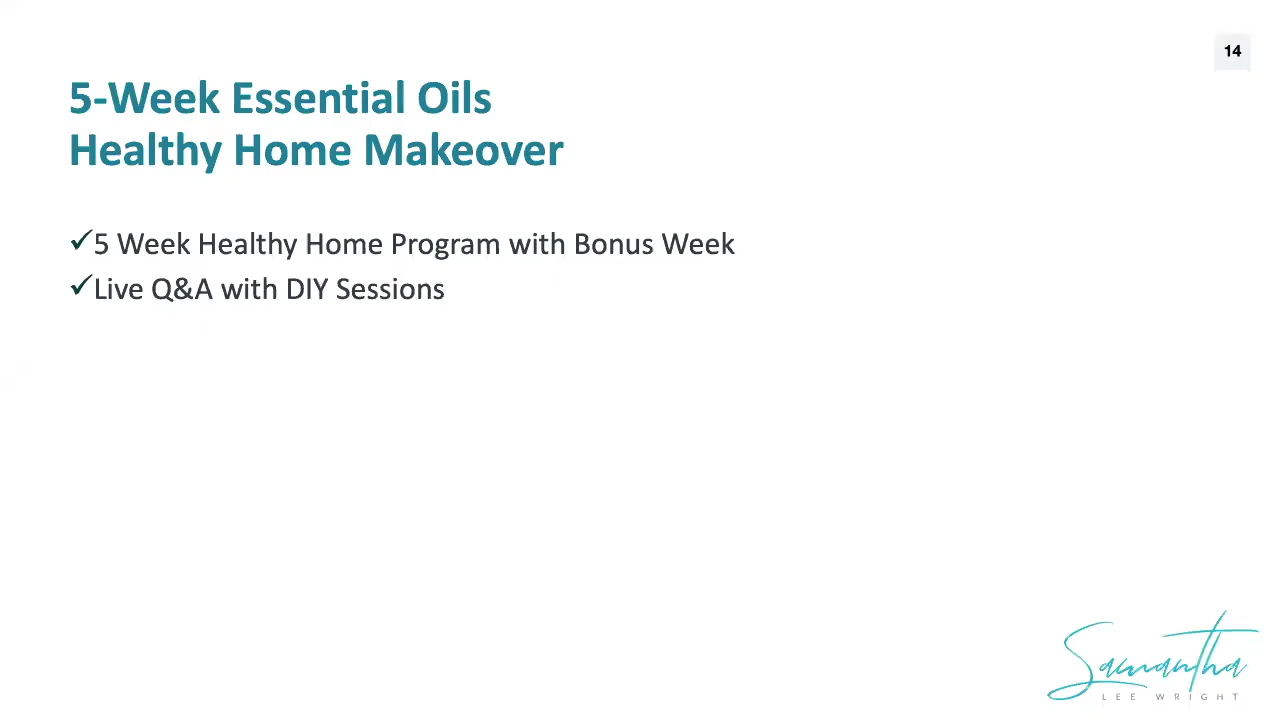 14
5-Week Essential Oils
Healthy Home Makeover
✓5 Week Healthy Home Program with Bonus Week
✓Live Q&A with DIY Sessions
Samantha
LEE WRIGHT